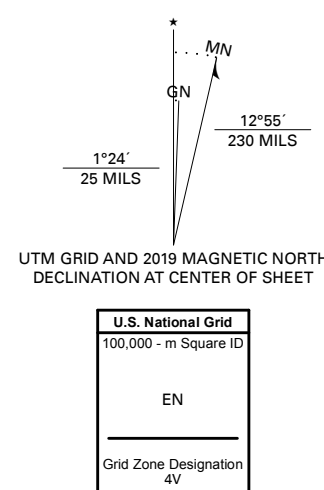 ★
MN
GN
12°55´
230 MILS
1°24´
25 MILS
UTM GRID AND 2019 MAGNETIC NORTH
DECLINATION AT CENTER OF SHEET
U.S. National Grid
100,000 - m Square ID
EN
Grid Zone Designation
4V